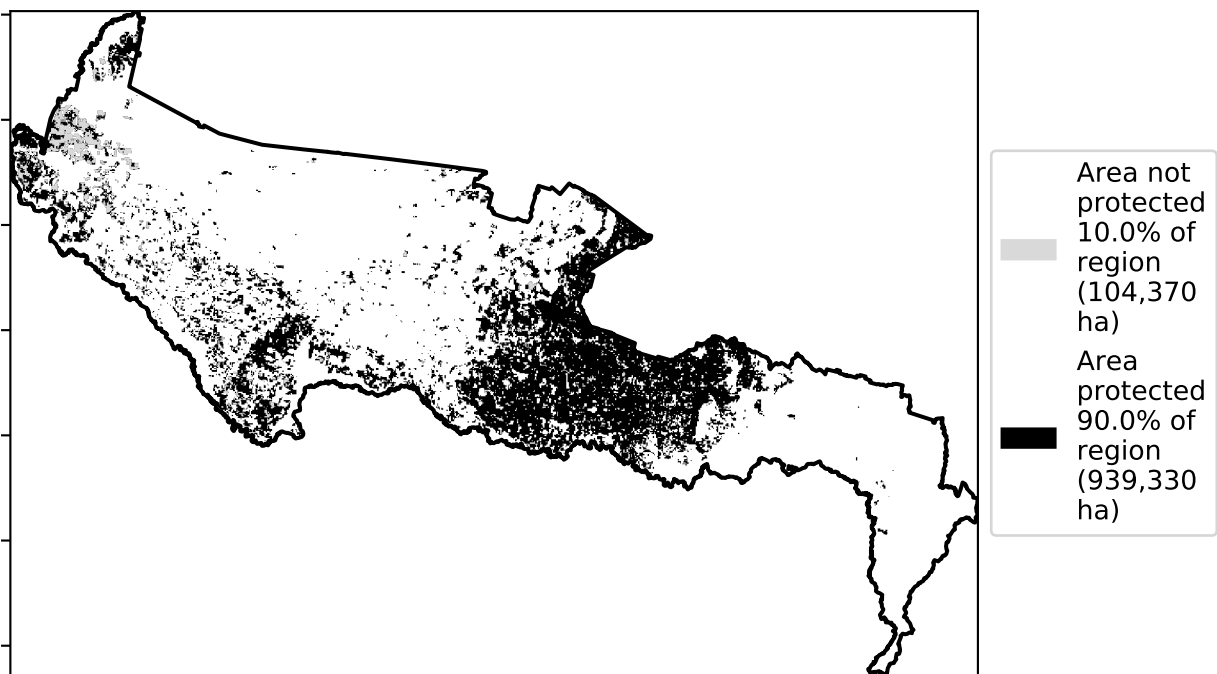 Area not
protected
10.0% of
region
(104,370
ha)
Area
protected
90.0% of
region
(939,330
ha)